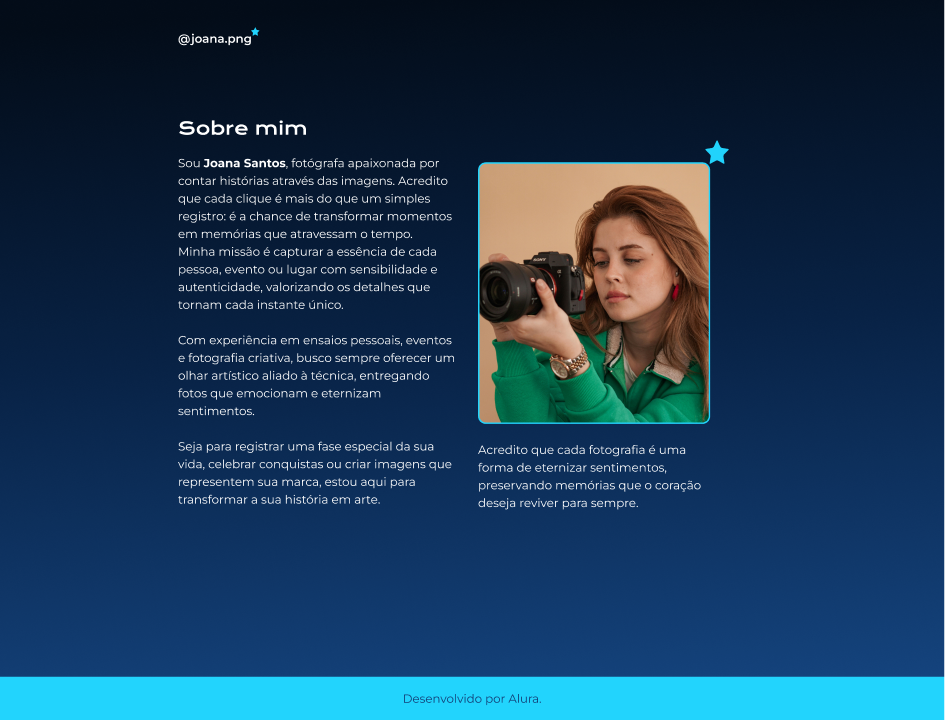 @joana.png
Sobre mim
Sou Joana Santos, fotógrafa apaixonada por
contar histórias através das imagens. Acredito
que cada clique é mais do que um simples
registro: é a chance de transformar momentos
em memórias que atravessam o tempo.
Minha missão é capturar a essência de cada
pessoa, evento ou lugar com sensibilidade e
autenticidade, valorizando os detalhes que
tornam cada instante único.
Com experiência em ensaios pessoais, eventos
e fotografia criativa, busco sempre oferecer um
olhar artístico aliado à técnica, entregando
fotos que emocionam e eternizam
sentimentos.
Seja para registrar uma fase especial da sua
vida, celebrar conquistas ou criar imagens que
representem sua marca, estou aqui para
transformar a sua história em arte.
SONY
Acredito que cada fotografia é uma
forma de eternizar sentimentos,
preservando memórias que o coração
deseja reviver para sempre.
Desenvolvido por Alura.